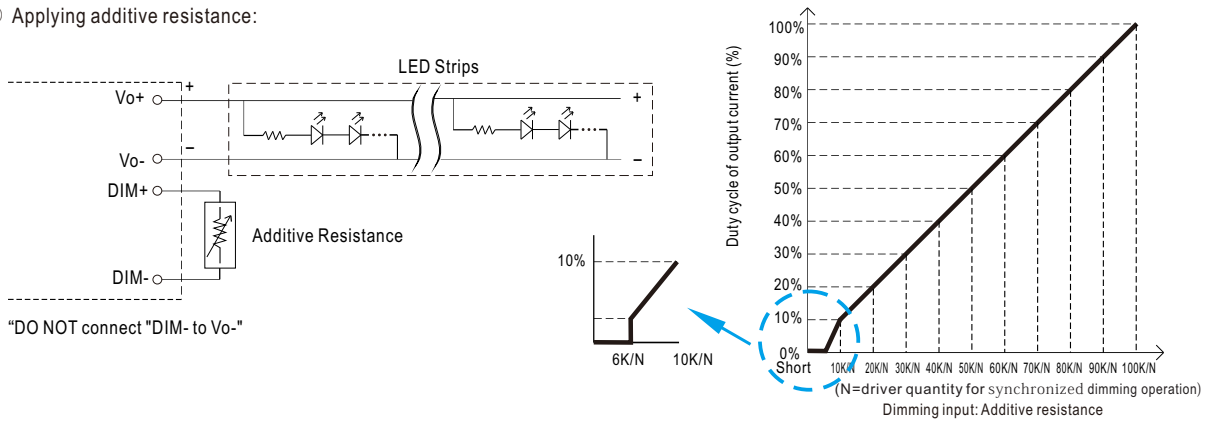 Applying additive resistance:
LED Strips
Vo+
+
+
Vo-
–
–
DIM+
DIM-
Additive Resistance
“DO NOT connect "DIM- to Vo-"
10%
6K/N 10K/N
Duty cycle of output current (%)
100%
90%
80%
70%
60%
50%
40%
30%
20%
10%
0%
Short 10K/N 20K/N 30K/N 40K/N 50K/N 60K/N 70K/N 80K/N 90K/N 100K/N
(N=driver quantity for synchronized dimming operation)
Dimming input: Additive resistance